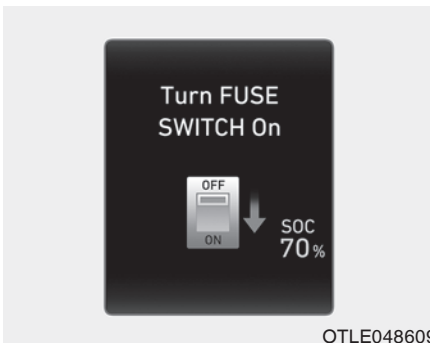 Turn FUSE
SWITCH On
OFF
ON
SOC
70%
OTLE048609